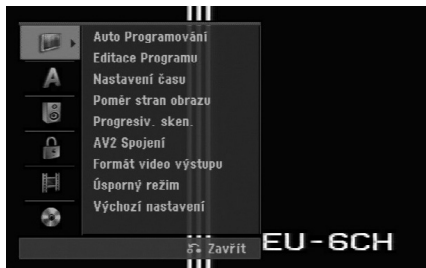 Auto Programování
Editace Programu
A
Nastavení času
Poměr stran obrazu
Progresiv. sken.
AV2 Spojení
Formát video výstupu
Úsporný režim
Výchozí nastavení
Zavřít
EU-6CH